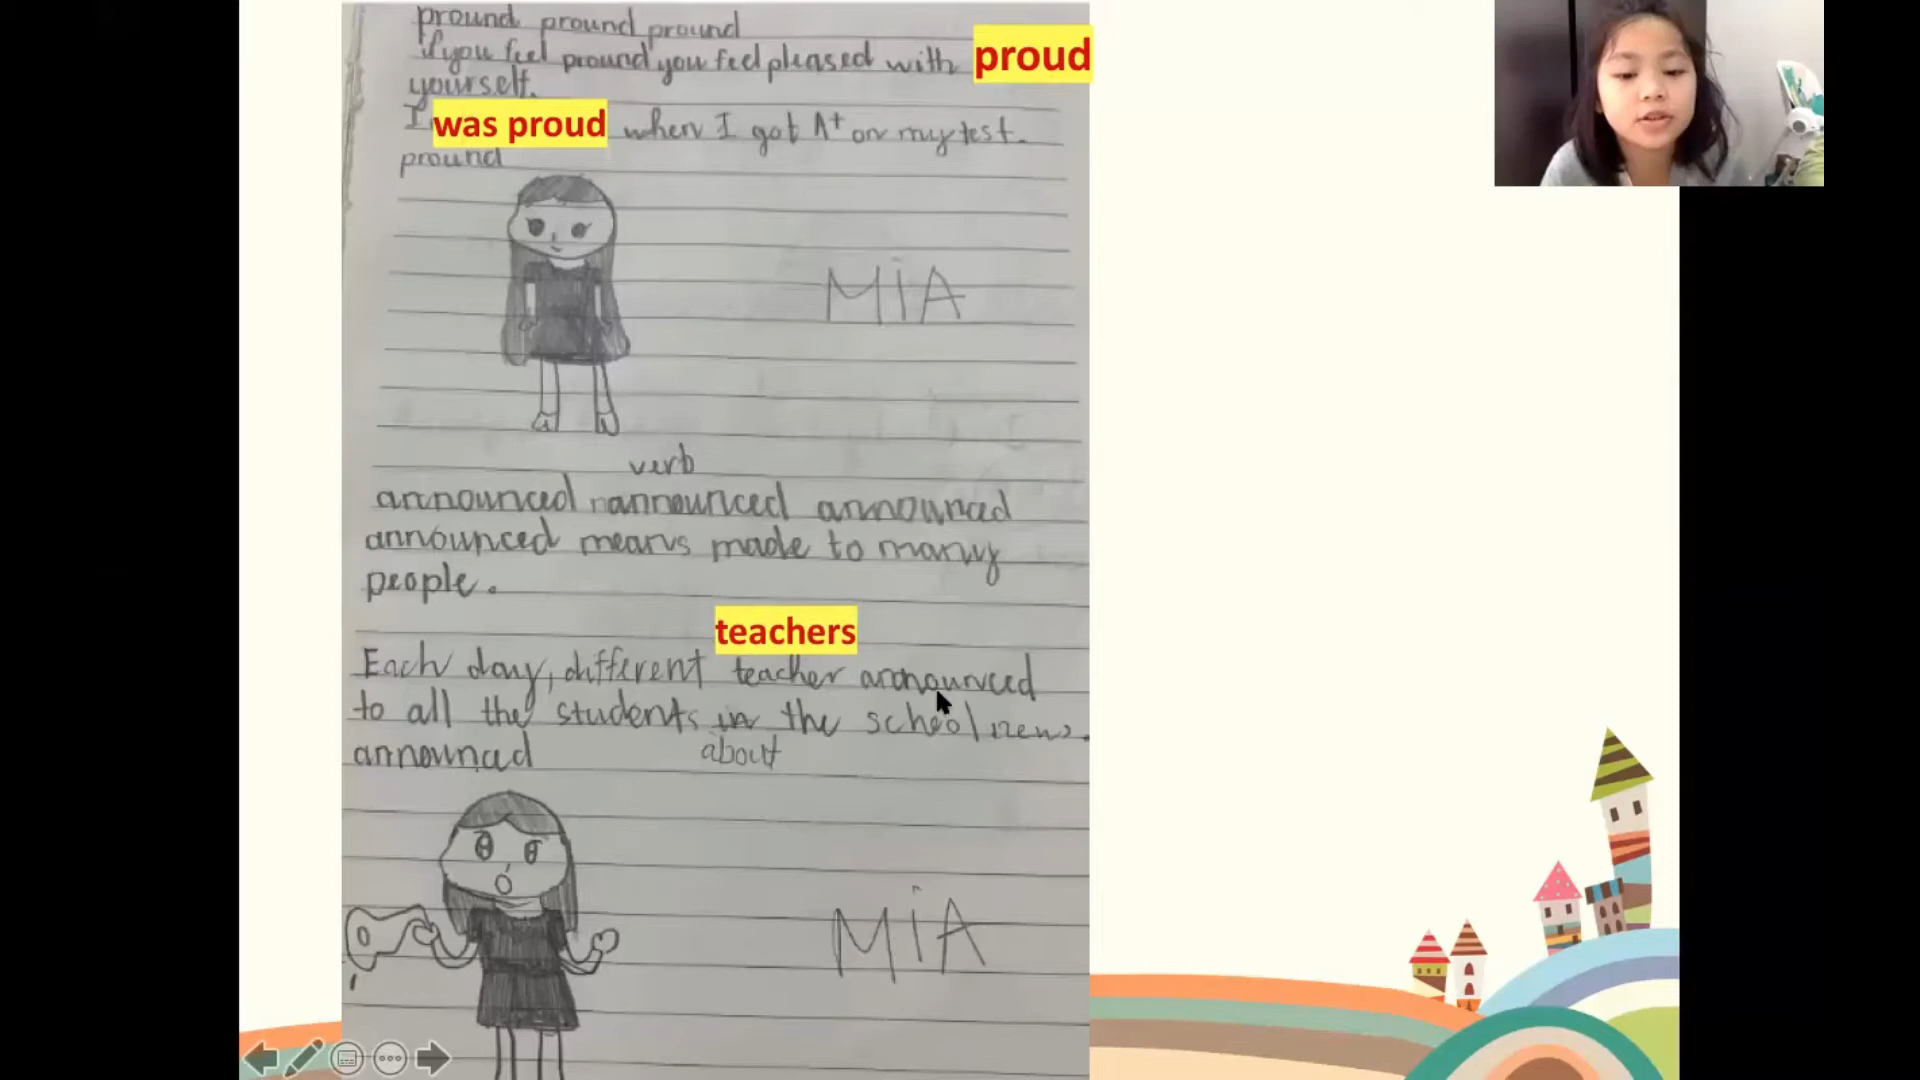 pround pround pround
if you feel pround you feel pleased with proud
yourself.
I was proud when I got A+ on my test.
pround
MiA
verb
announced nannounced announced
announced means made to many
people.
teachers
Each day, different teacher announced
to all the students in the school news.
announced about
MiA